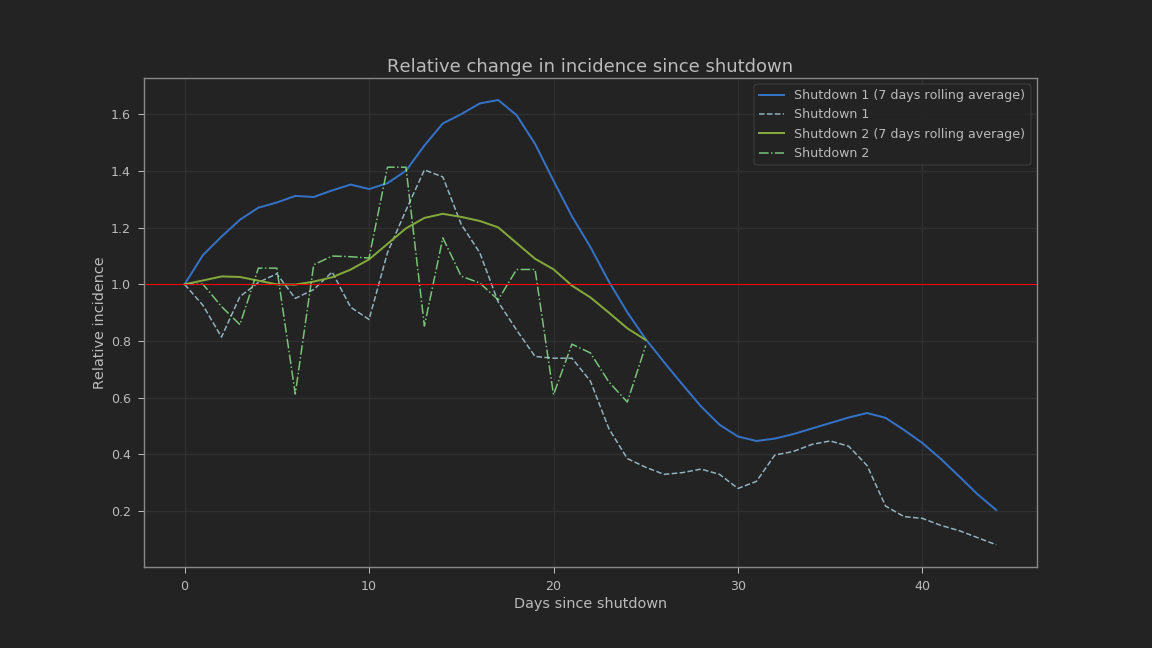 Relative change in incidence since shutdown
Shutdown 1 (7 days rolling average)
Shutdown 1
Shutdown 2 (7 days rolling average)
Shutdown 2
Relative incidence
1.6
1.4
1.2
1.0
0.8
0.6
0.4
0.2
0 10 20 30 40
Days since shutdown